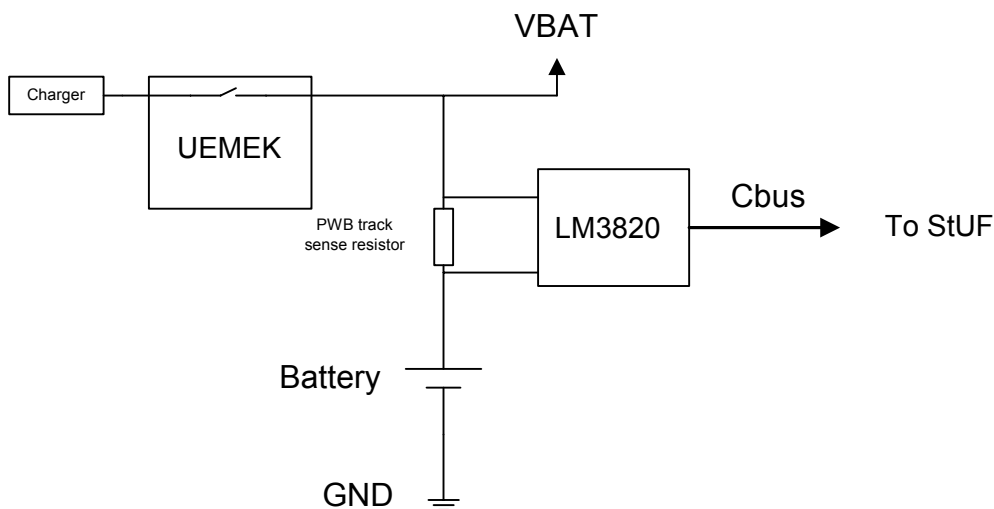 VBAT
Charger
UEMEK
PWB track
sense resistor
LM3820
Cbus
To StUF
Battery
GND